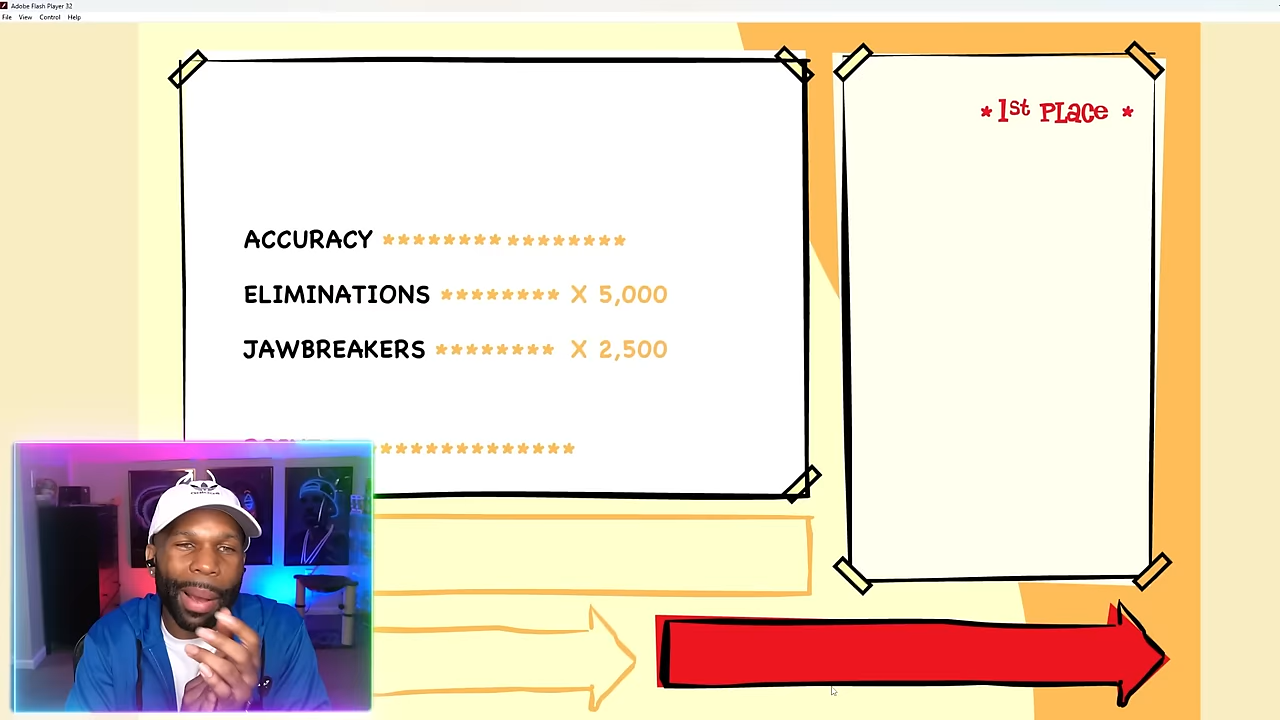 Adobe Flash Player 32
File View Control Help
*1st PLace *
ACCURACY ****************
ELIMINATIONS ******** X 5,000
JAWBREAKERS ******** X 2,500